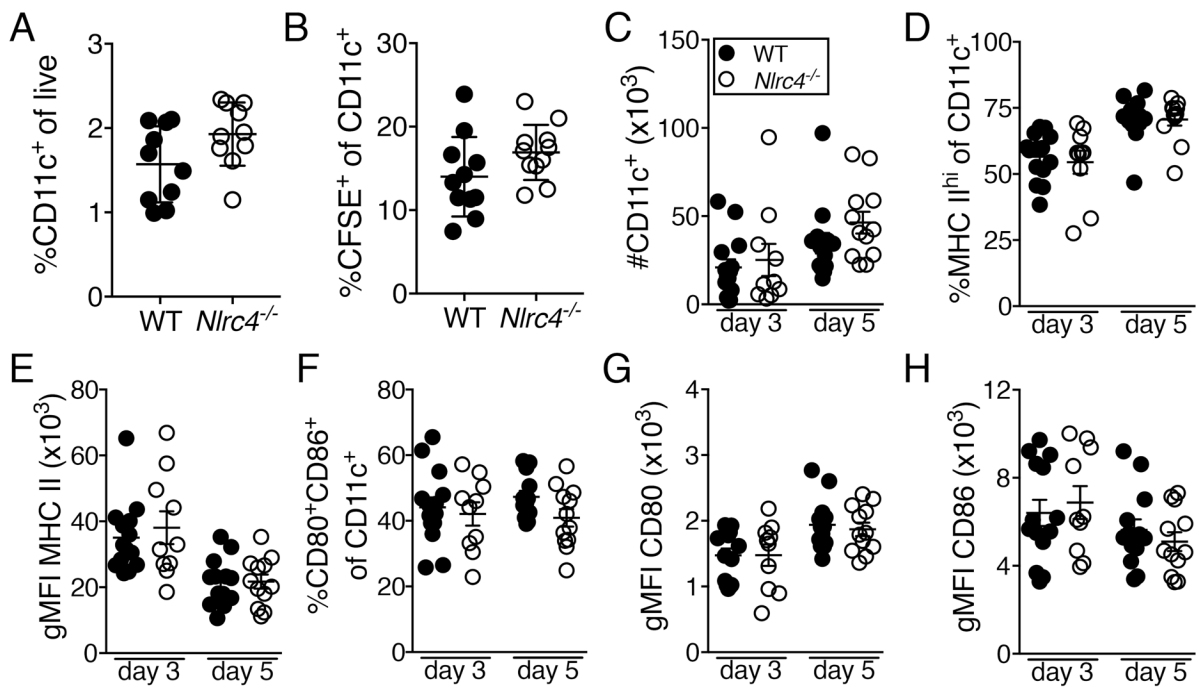 A
%CD11c⁺ of live
3
2
1
0
WT
Nlrc4⁻/⁻
B
%CFSE⁺ of CD11c⁺
30
20
10
0
WT
Nlrc4⁻/⁻
C
#CD11c⁺ (x10³)
150
100
50
0
WT
Nlrc4⁻/⁻
day 3
day 5
D
%MHC IIʰⁱ of CD11c⁺
100
75
50
25
0
day 3
day 5
E
gMFI MHC II (x10³)
80
60
40
20
0
day 3
day 5
F
%CD80⁺CD86⁺
of CD11c⁺
80
60
40
20
0
day 3
day 5
G
gMFI CD80 (x10³)
4
3
2
1
0
day 3
day 5
H
gMFI CD86 (x10³)
12
8
4
0
day 3
day 5